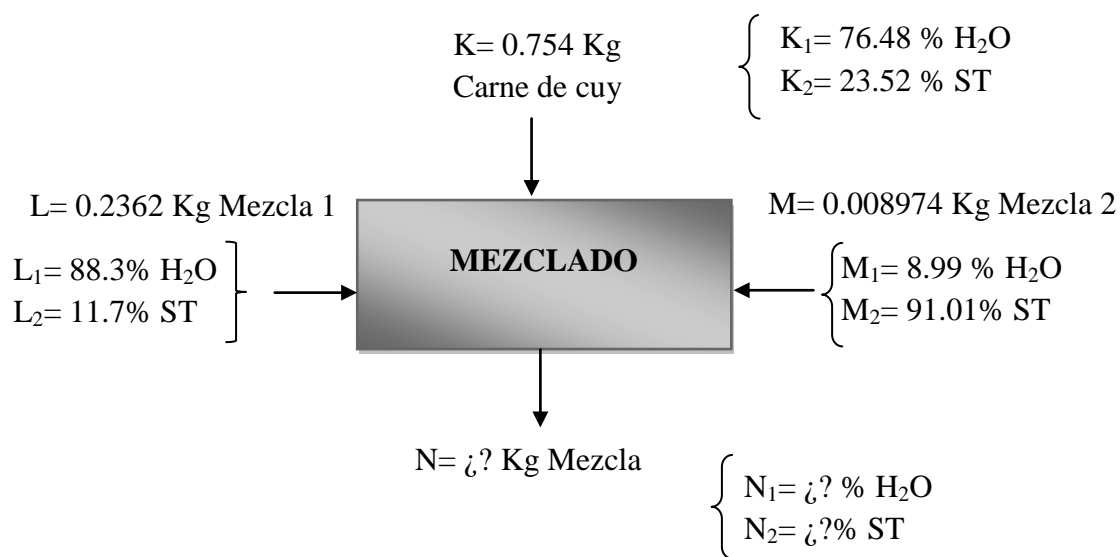 K= 0.754 Kg
Carne de cuy
K₁= 76.48 % H₂O
K₂= 23.52 % ST
L= 0.2362 Kg Mezcla 1
L₁= 88.3% H₂O
L₂= 11.7% ST
MEZCLADO
M= 0.008974 Kg Mezcla 2
M₁= 8.99 % H₂O
M₂= 91.01% ST
N= ¿? Kg Mezcla
N₁= ¿? % H₂O
N₂= ¿?% ST